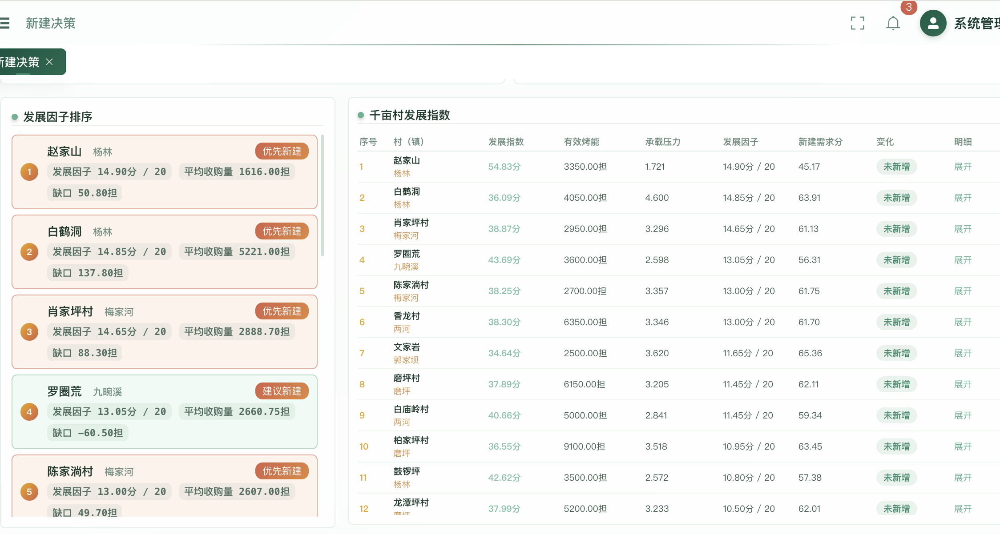 新建决策
3
系统管理
新建决策
发展因子排序
1
赵家山 杨林 优先新建
发展因子 14.90分 / 20 平均收购量 1616.00担
缺口 50.80担
2
白鹤洞 杨林 优先新建
发展因子 14.85分 / 20 平均收购量 5221.00担
缺口 137.80担
3
肖家坪村 梅家河 优先新建
发展因子 14.65分 / 20 平均收购量 2888.70担
缺口 88.30担
4
罗圈荒 九畹溪 建议新建
发展因子 13.05分 / 20 平均收购量 2660.75担
缺口 -60.50担
5
陈家淌村 梅家河 优先新建
发展因子 13.00分 / 20 平均收购量 2607.00担
缺口 49.70担
千亩村发展指数
序号 村（镇） 发展指数 有效烤能 承载压力 发展因子 新建需求分 变化 明细
1 赵家山 54.83分 3350.00担 1.721 14.90分 / 20 45.17 未新增 展开
杨林
2 白鹤洞 36.09分 4050.00担 4.600 14.85分 / 20 63.91 未新增 展开
杨林
3 肖家坪村 38.87分 2950.00担 3.296 14.65分 / 20 61.13 未新增 展开
梅家河
4 罗圈荒 43.69分 3600.00担 2.598 13.05分 / 20 56.31 未新增 展开
九畹溪
5 陈家淌村 38.25分 2700.00担 3.357 13.00分 / 20 61.75 未新增 展开
梅家河
6 香龙村 38.30分 6350.00担 3.346 13.00分 / 20 61.70 未新增 展开
两河
7 文家岩 34.64分 2500.00担 3.620 11.65分 / 20 65.36 未新增 展开
郭家坝
8 磨坪村 37.89分 6150.00担 3.205 11.45分 / 20 62.11 未新增 展开
磨坪
9 白庙岭村 40.66分 5000.00担 2.841 11.45分 / 20 59.34 未新增 展开
两河
10 柏家坪村 36.55分 9100.00担 3.518 10.95分 / 20 63.45 未新增 展开
磨坪
11 鼓锣坪 42.62分 3500.00担 2.572 10.80分 / 20 57.38 未新增 展开
杨林
12 龙潭坪村 37.99分 5200.00担 3.233 10.50分 / 20 62.01 未新增 展开
磨坪